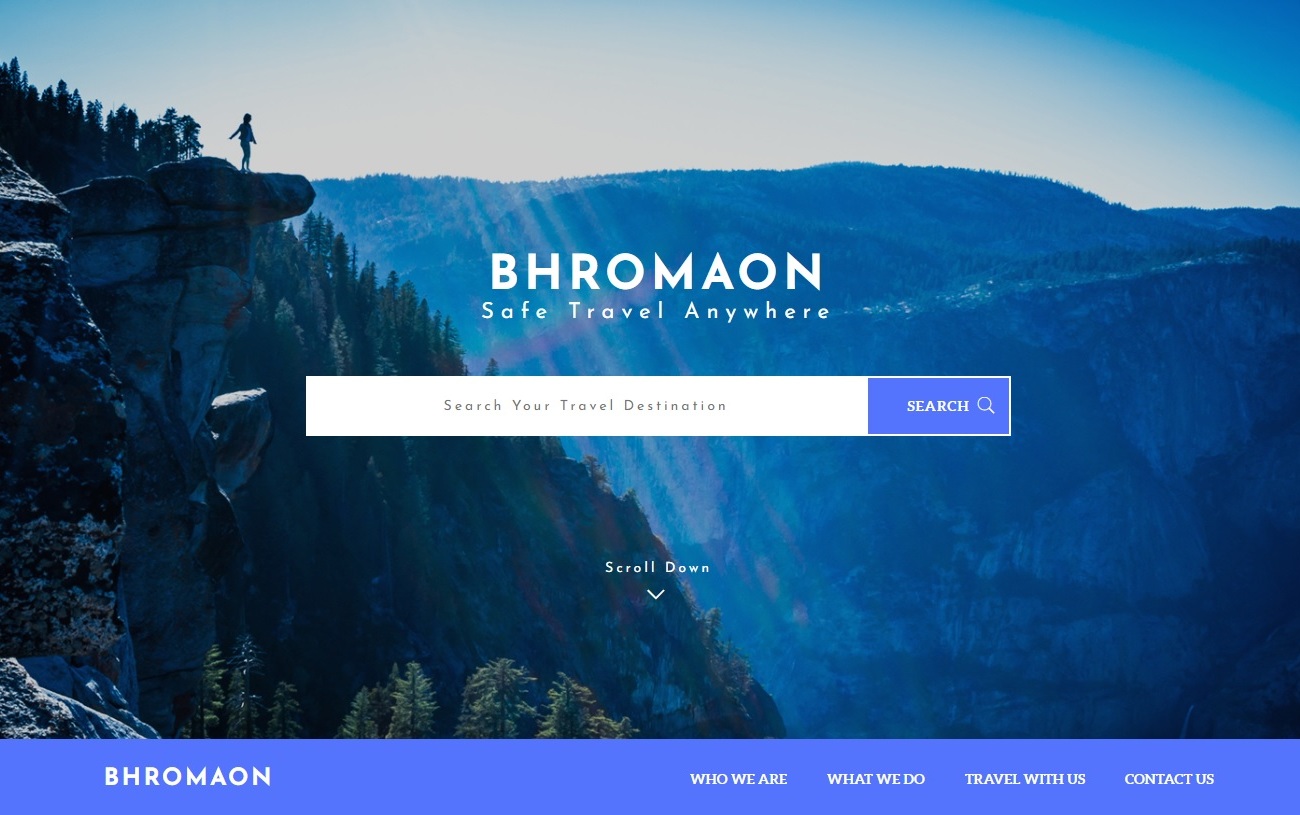 BHROMAON
Safe Travel Anywhere
Search Your Travel Destination
SEARCH
Scroll Down
BHROMAON
WHO WE ARE
WHAT WE DO
TRAVEL WITH US
CONTACT US